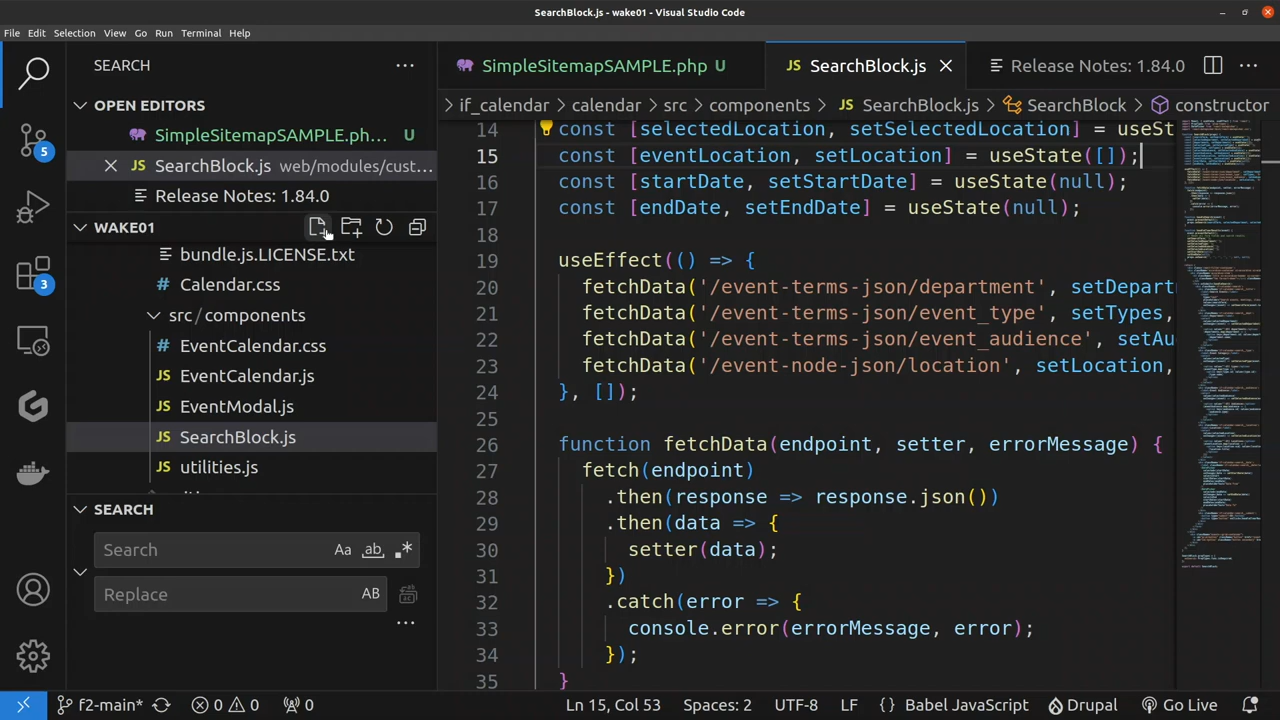 SearchBlock.js - wake01 - Visual Studio Code
File Edit Selection View Go Run Terminal Help
SEARCH
OPEN EDITORS
SimpleSitemapSAMPLE.ph... U
SearchBlock.js web/modules/cust...
Release Notes: 1.84.0
WAKE01
bundle.js.LICENSE.txt
# Calendar.css
src/components
# EventCalendar.css
JS EventCalendar.js
JS EventModal.js
JS SearchBlock.js
JS utilities.js
SEARCH
Search Aa ab
Replace AB
5
3
SimpleSitemapSAMPLE.php U
JS SearchBlock.js
Release Notes: 1.84.0
if_calendar > calendar > src > components > JS SearchBlock.js > SearchBlock > constructor
14 const [selectedLocation, setSelectedLocation] = useSt
15 const [eventLocation, setLocation] = useState([]);
16 const [startDate, setStartDate] = useState(null);
17 const [endDate, setEndDate] = useState(null);
18
19 useEffect(() => {
20 fetchData('/event-terms-json/department', setDepart
21 fetchData('/event-terms-json/event_type', setTypes,
22 fetchData('/event-terms-json/event_audience', setAu
23 fetchData('/event-node-json/location', setLocation,
24 }, []);
25
26 function fetchData(endpoint, setter, errorMessage) {
27 fetch(endpoint)
28 .then(response => response.json())
29 .then(data => {
30 setter(data);
31 })
32 .catch(error => {
33 console.error(errorMessage, error);
34 });
35 }
f2-main* 0 0 0 Ln 15, Col 53 Spaces: 2 UTF-8 LF {} Babel JavaScript Drupal Go Live